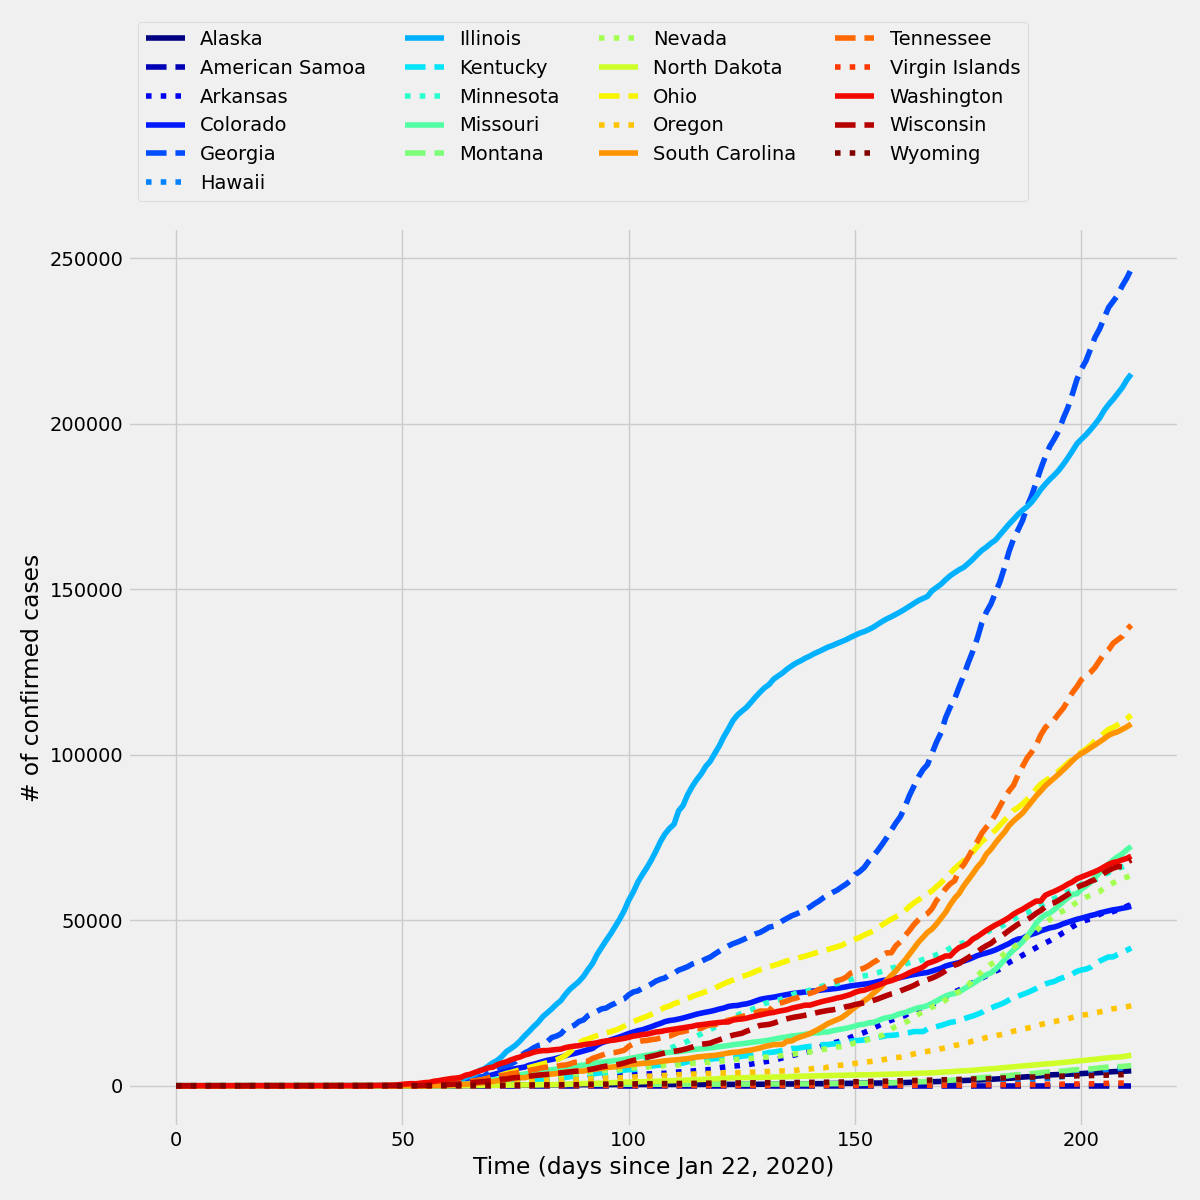 Alaska
American Samoa
Arkansas
Colorado
Georgia
Hawaii
Illinois
Kentucky
Minnesota
Missouri
Montana
Nevada
North Dakota
Ohio
Oregon
South Carolina
Tennessee
Virgin Islands
Washington
Wisconsin
Wyoming
250000
200000
150000
100000
50000
0
# of confirmed cases
0 50 100 150 200
Time (days since Jan 22, 2020)